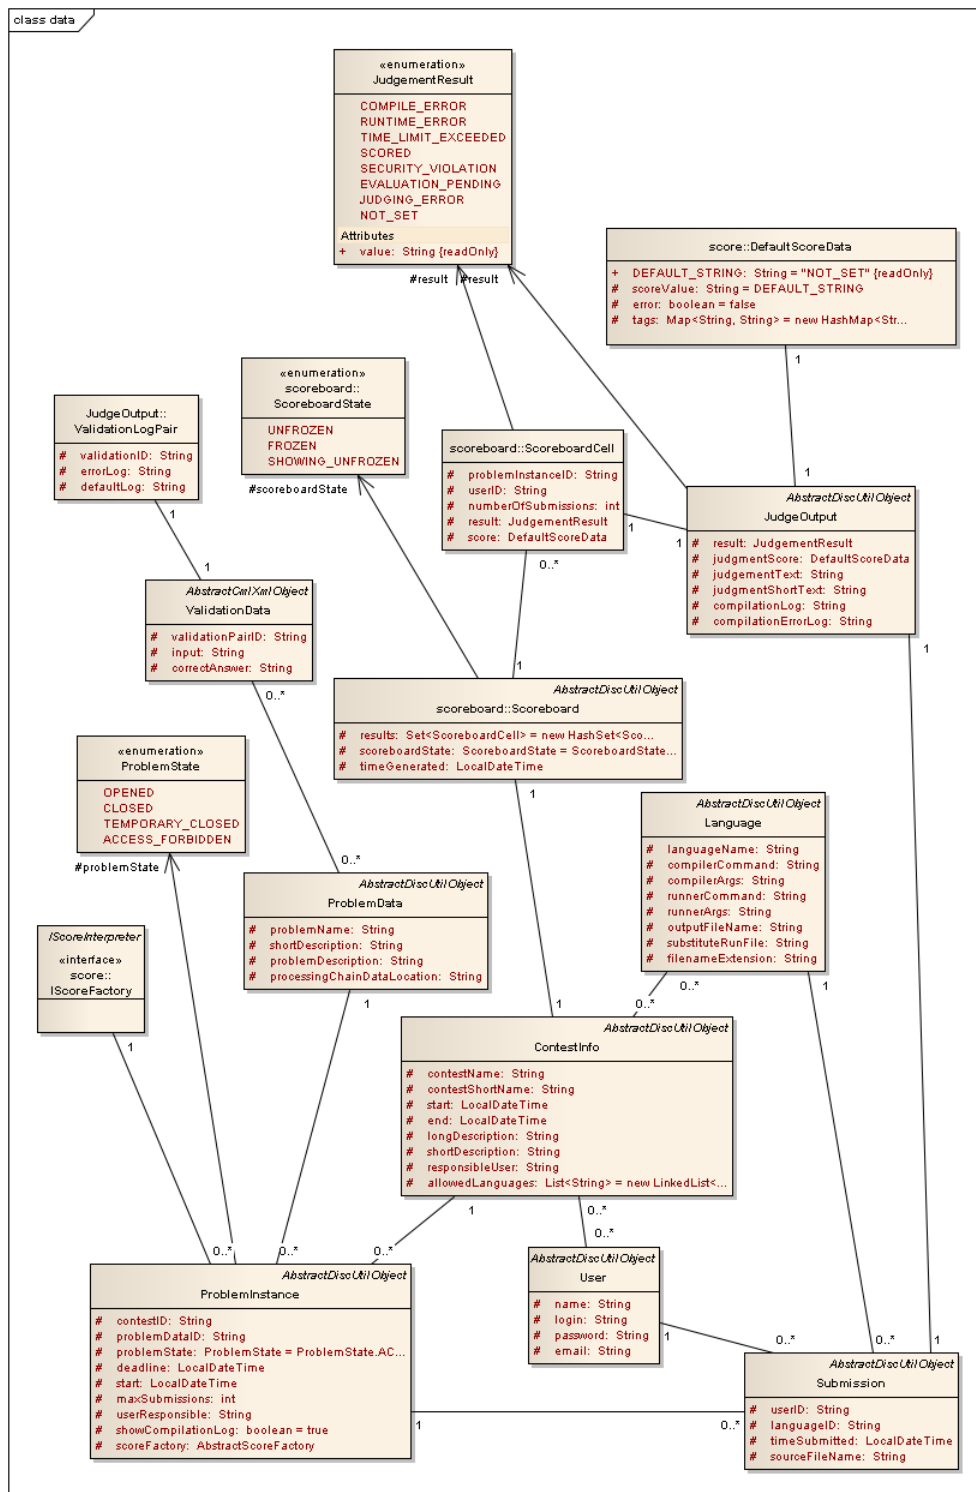 class data
«enumeration»
JudgementResult
COMPILE_ERROR
RUNTIME_ERROR
TIME_LIMIT_EXCEEDED
SCORED
SECURITY_VIOLATION
EVALUATION_PENDING
JUDGING_ERROR
NOT_SET
Attributes
+ value: String {readOnly}
#result
#result
score::DefaultScoreData
+ DEFAULT_STRING: String = "NOT_SET" {readOnly}
# scoreValue: String = DEFAULT_STRING
# error: boolean = false
# tags: Map<String, String> = new HashMap<Str...
1
1
«enumeration»
scoreboard::
ScoreboardState
UNFROZEN
FROZEN
SHOWING_UNFROZEN
#scoreboardState
JudgeOutput::
ValidationLogPair
# validationID: String
# errorLog: String
# defaultLog: String
1
1
scoreboard::ScoreboardCell
# problemInstanceID: String
# userID: String
# numberOfSubmissions: int
# result: JudgementResult
# score: DefaultScoreData
1
1
0..*
1
AbstractDiscUtilObject
JudgeOutput
# result: JudgementResult
# judgmentScore: DefaultScoreData
# judgementText: String
# judgmentShortText: String
# compilationLog: String
# compilationErrorLog: String
1
AbstractCmlXmlObject
ValidationData
# validationPairID: String
# input: String
# correctAnswer: String
0..*
0..*
AbstractDiscUtilObject
scoreboard::Scoreboard
# results: Set<ScoreboardCell> = new HashSet<Sco...
# scoreboardState: ScoreboardState = ScoreboardState...
# timeGenerated: LocalDateTime
1
1
«enumeration»
ProblemState
OPENED
CLOSED
TEMPORARY_CLOSED
ACCESS_FORBIDDEN
#problemState
AbstractDiscUtilObject
Language
# languageName: String
# compilerCommand: String
# compilerArgs: String
# runnerCommand: String
# runnerArgs: String
# outputFileName: String
# substituteRunFile: String
# filenameExtension: String
0..*
0..*
1
AbstractDiscUtilObject
ProblemData
# problemName: String
# shortDescription: String
# problemDescription: String
# processingChainDataLocation: String
1
IScoreInterpreter
«interface»
score::
IScoreFactory
1
AbstractDiscUtilObject
ContestInfo
# contestName: String
# contestShortName: String
# start: LocalDateTime
# end: LocalDateTime
# longDescription: String
# shortDescription: String
# responsibleUser: String
# allowedLanguages: List<String> = new LinkedList<...
1
0..*
0..*
0..*
0..*
0..*
AbstractDiscUtilObject
User
# name: String
# login: String
# password: String
# email: String
1
0..*
0..*
1
AbstractDiscUtilObject
ProblemInstance
# contestID: String
# problemDataID: String
# problemState: ProblemState = ProblemState.AC...
# deadline: LocalDateTime
# start: LocalDateTime
# maxSubmissions: int
# userResponsible: String
# showCompilationLog: boolean = true
# scoreFactory: AbstractScoreFactory
1
0..*
AbstractDiscUtilObject
Submission
# userID: String
# languageID: String
# timeSubmitted: LocalDateTime
# sourceFileName: String